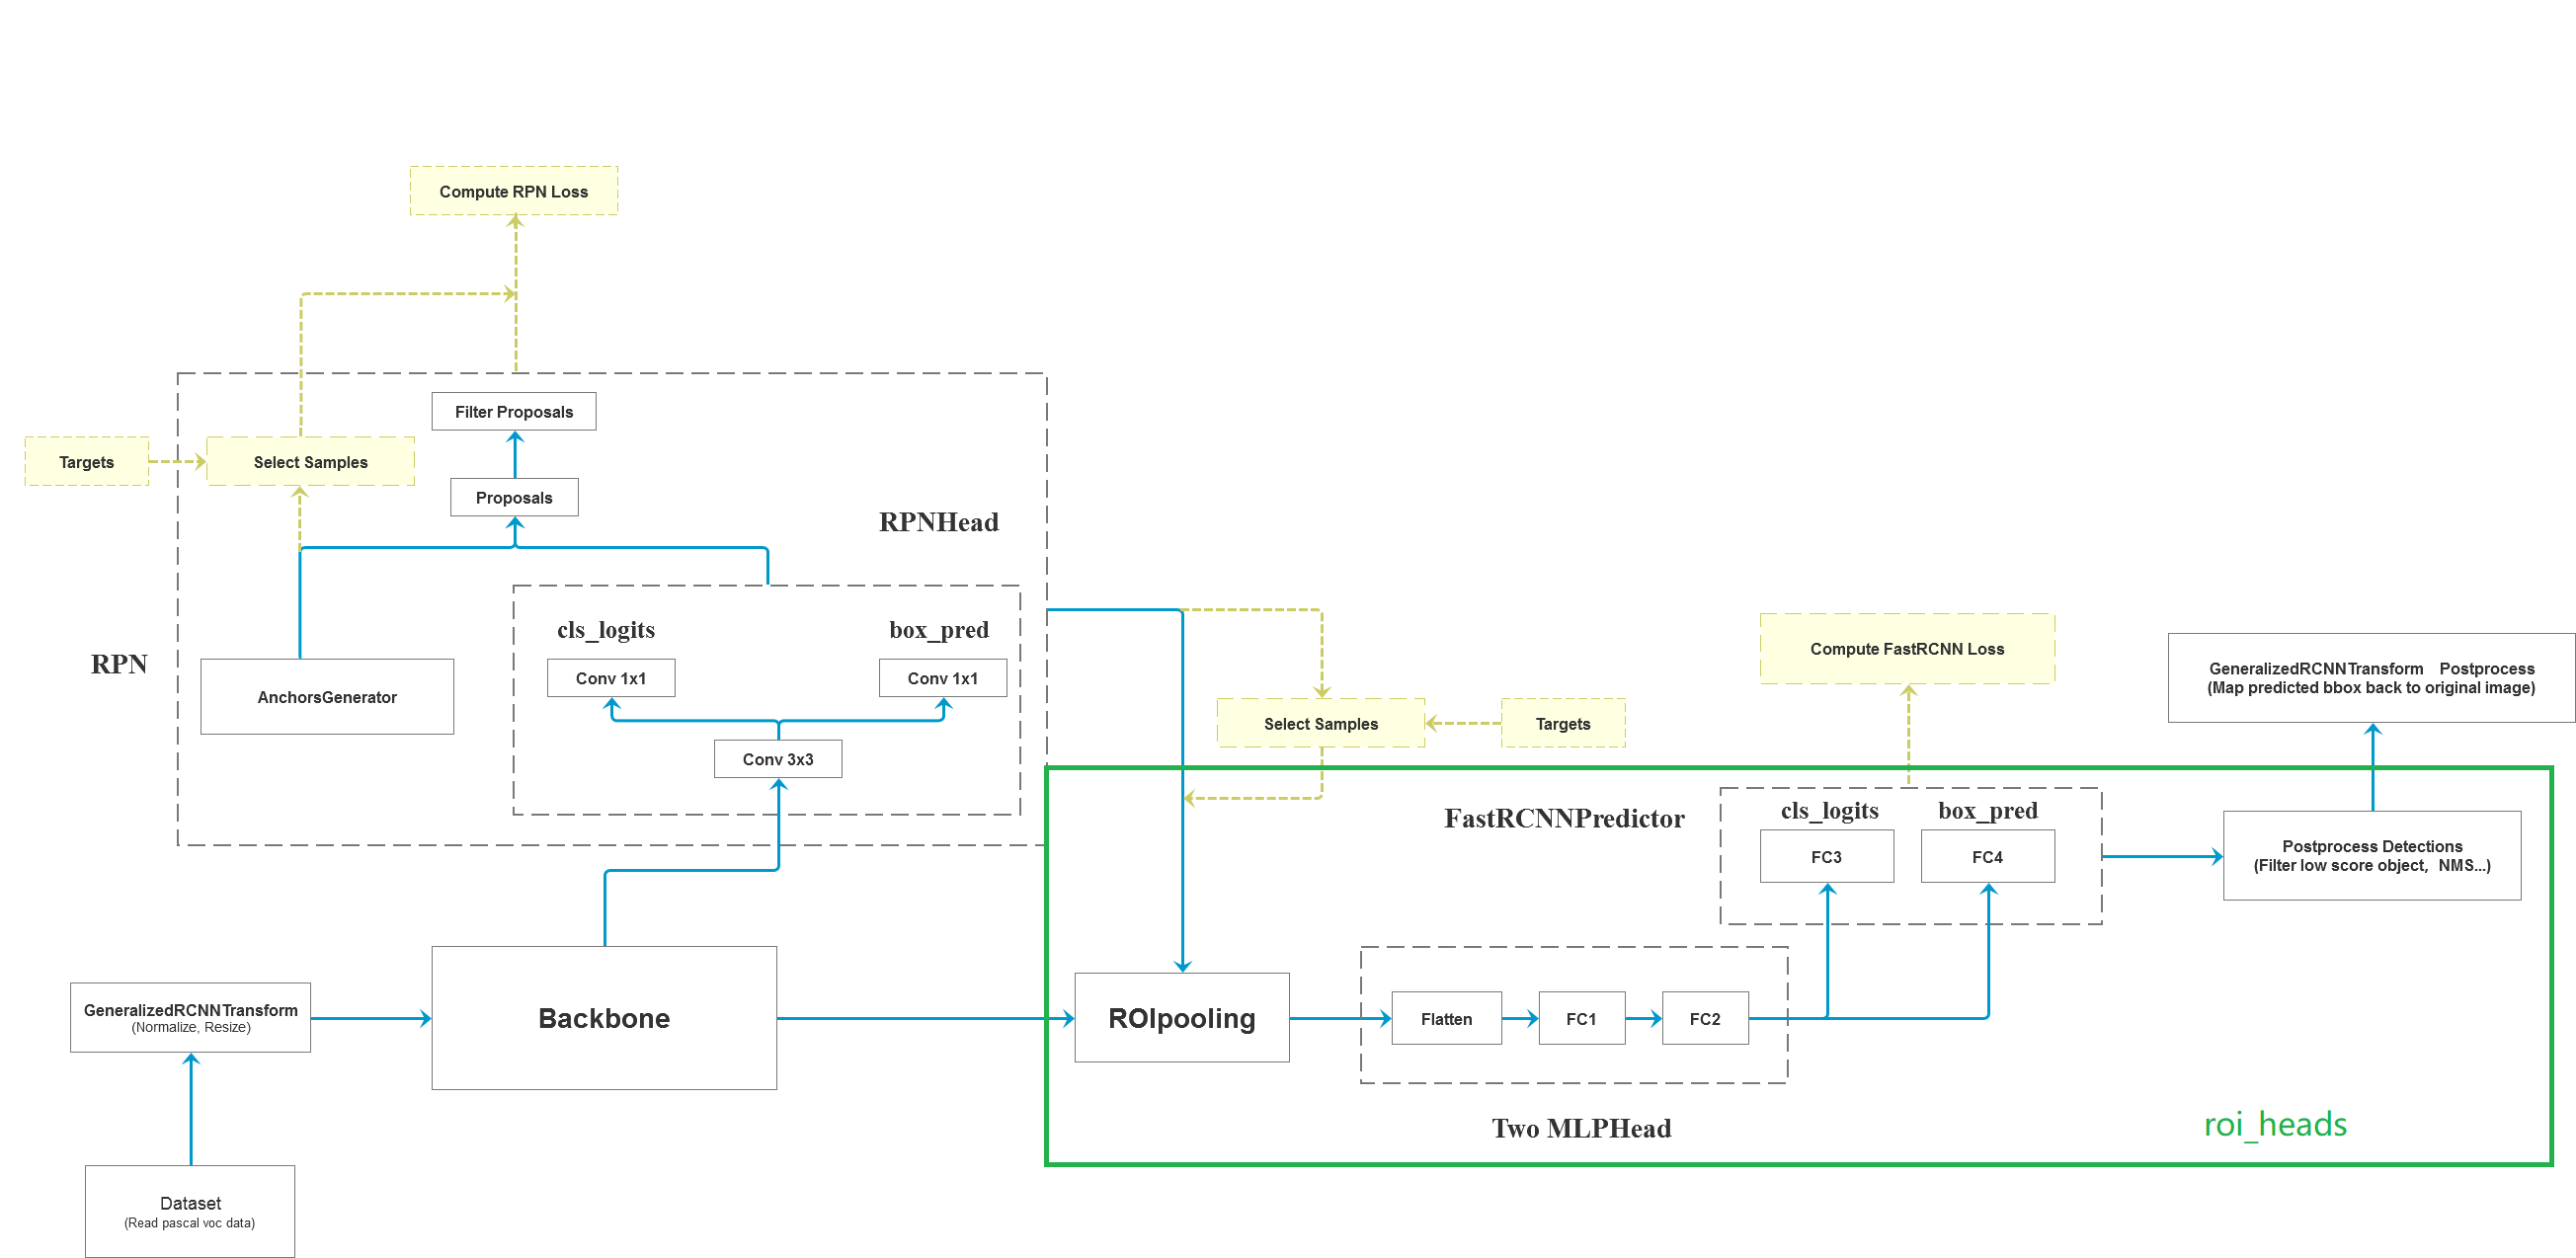 Compute RPN Loss
Filter Proposals
Targets
Select Samples
Proposals
RPNHead
cls_logits
box_pred
RPN
AnchorsGenerator
Conv 1x1
Conv 1x1
Conv 3x3
Select Samples
Targets
Compute FastRCNN Loss
GeneralizedRCNNTransform Postprocess
(Map predicted bbox back to original image)
FastRCNNPredictor
cls_logits
box_pred
FC3
FC4
Postprocess Detections
(Filter low score object, NMS...)
GeneralizedRCNNTransform
(Normalize, Resize)
Backbone
ROIpooling
Flatten
FC1
FC2
Two MLPHead
roi_heads
Dataset
(Read pascal voc data)